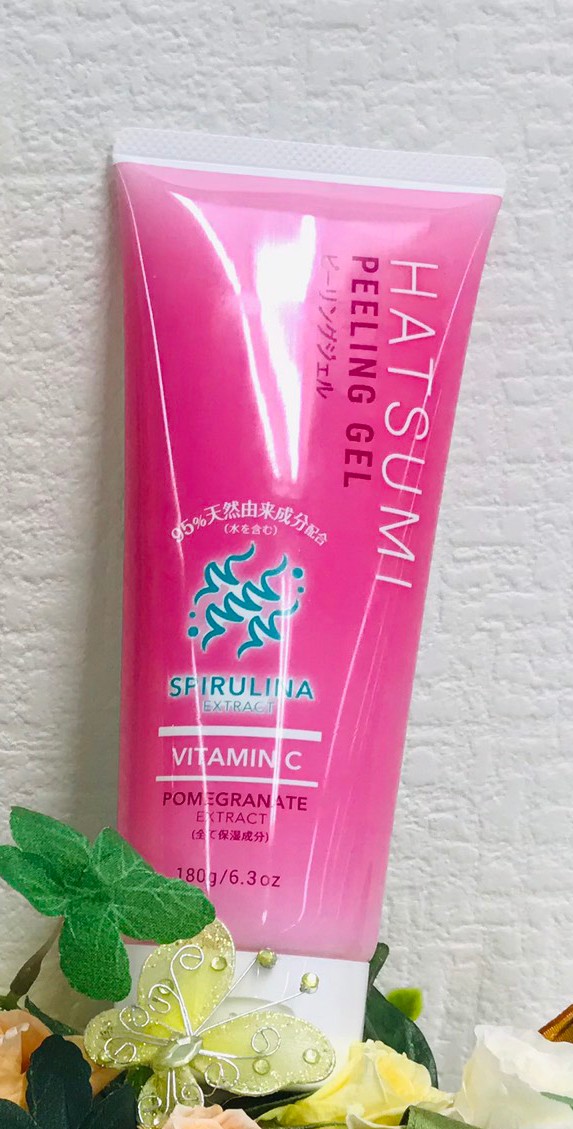 HATSUMI
PEELING GEL
ピーリングジェル
95%天然由来成分配合
(水を含む)
SPIRULINA
EXTRACT
VITAMIN C
POMEGRANATE
EXTRACT
(全て保湿成分)
180g/6.3oz